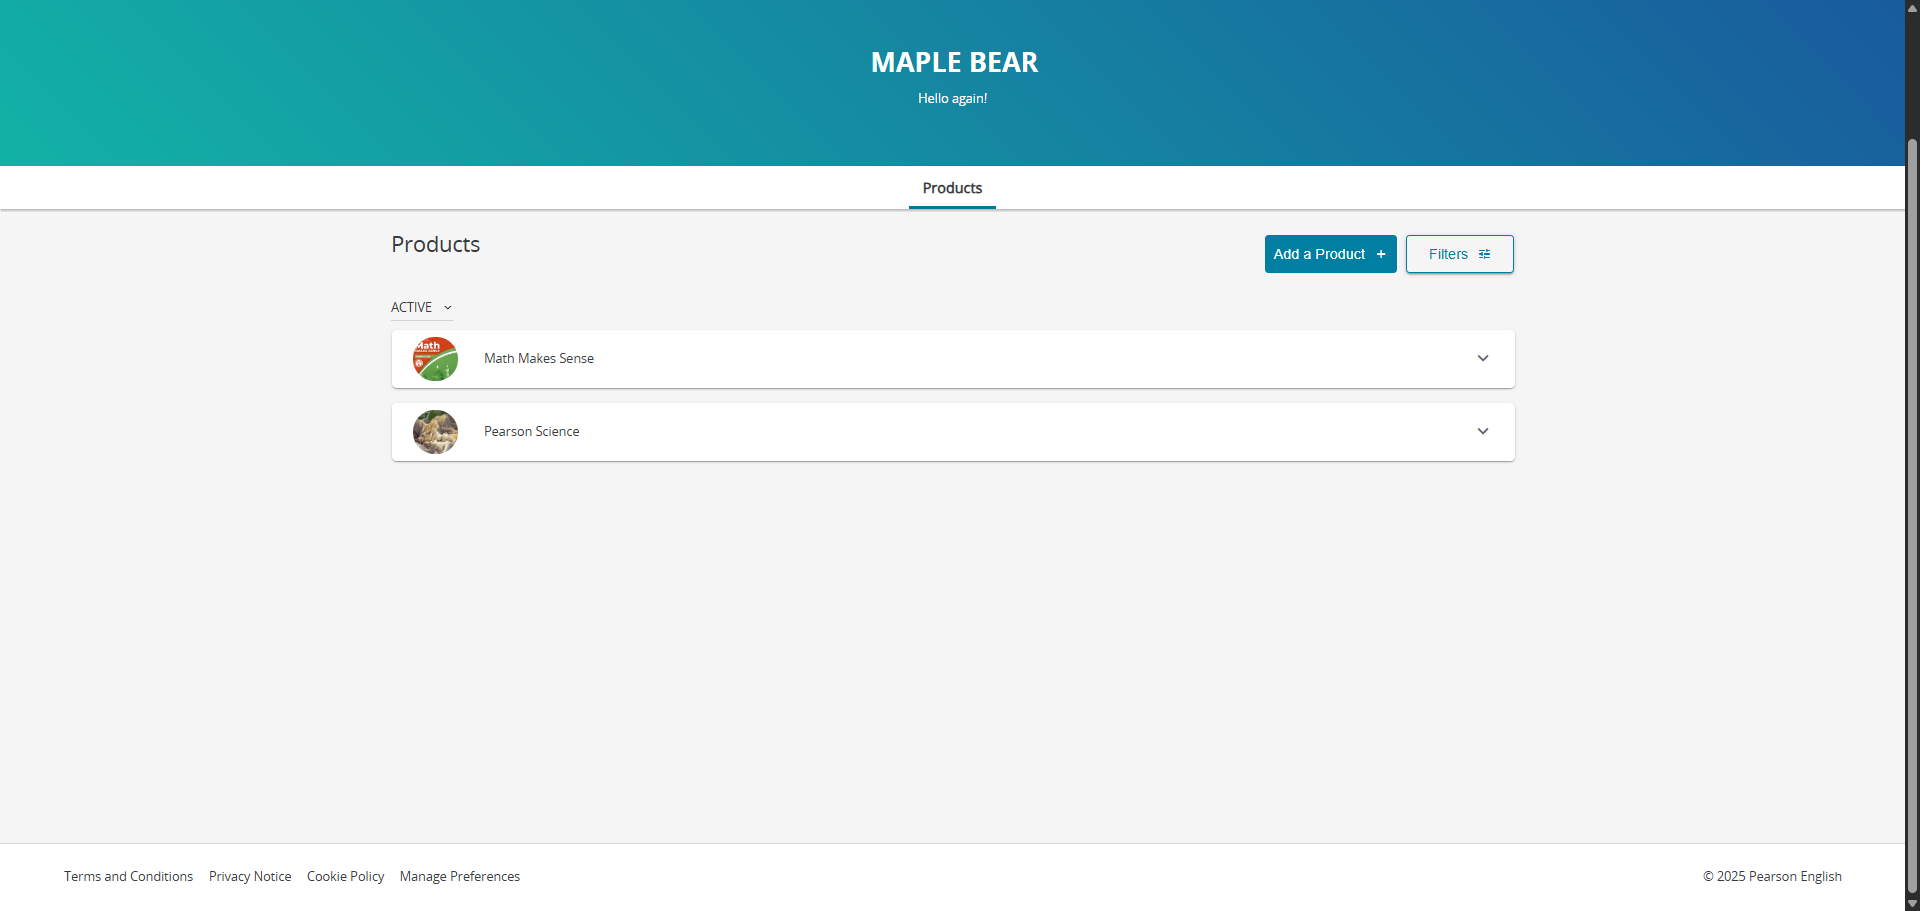 MAPLE BEAR
Hello again!
Products
Products
Add a Product +
Filters
ACTIVE
Math
Math Makes Sense
Pearson Science
Terms and Conditions Privacy Notice Cookie Policy Manage Preferences
© 2025 Pearson English